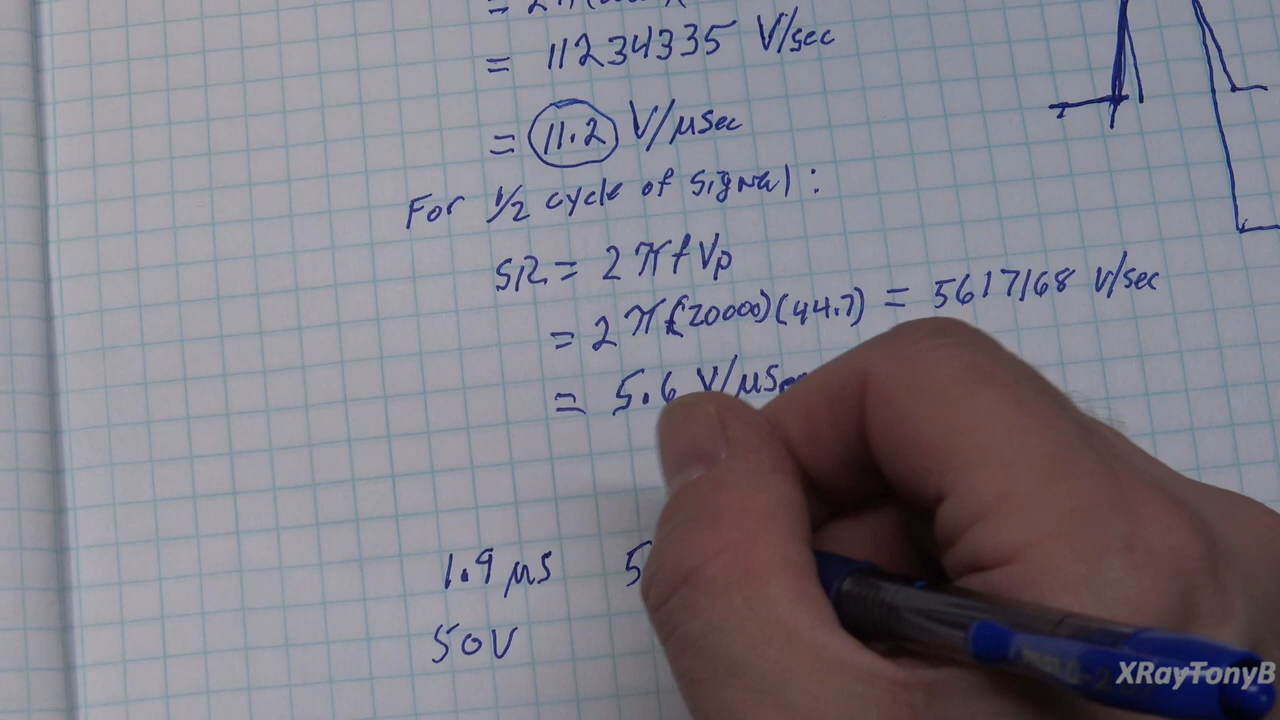 = 11234335 V/sec
= 11.2 V/μsec
For 1/2 cycle of signal:
SR = 2πfVp
= 2π(20000)(44.7) = 5617168 V/sec
= 5.6 V/μSec
1.9 μs 5
50V
XRayTonyB